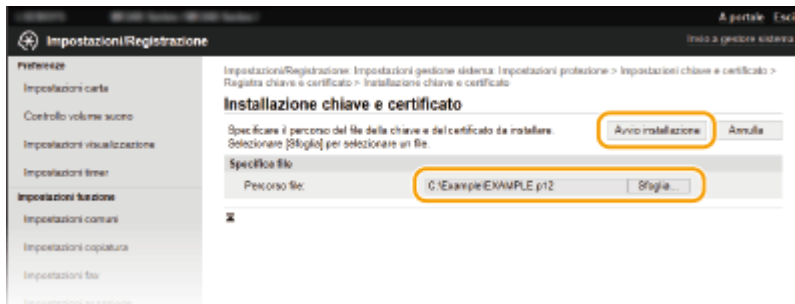 A portale Esci
Impostazioni/Registrazione
Invio a gestore sistema
Preferenze
Impostazioni carta
Controllo volume suono
Impostazioni visualizzazione
Impostazioni timer
Impostazioni funzione
Impostazioni comuni
Impostazioni copiatura
Impostazioni fax
Impostazioni/Registrazione: Impostazioni gestione sistema: Impostazioni protezione > Impostazioni chiave e certificato >
Registra chiave e certificato > Installazione chiave e certificato
Installazione chiave e certificato
Specificare il percorso del file della chiave e del certificato da installare.
Selezionare [Sfoglia] per selezionare un file.
Avvio installazione
Annulla
Specifica file
Percorso file:
C:\Example\EXAMPLE.p12
Sfoglia...